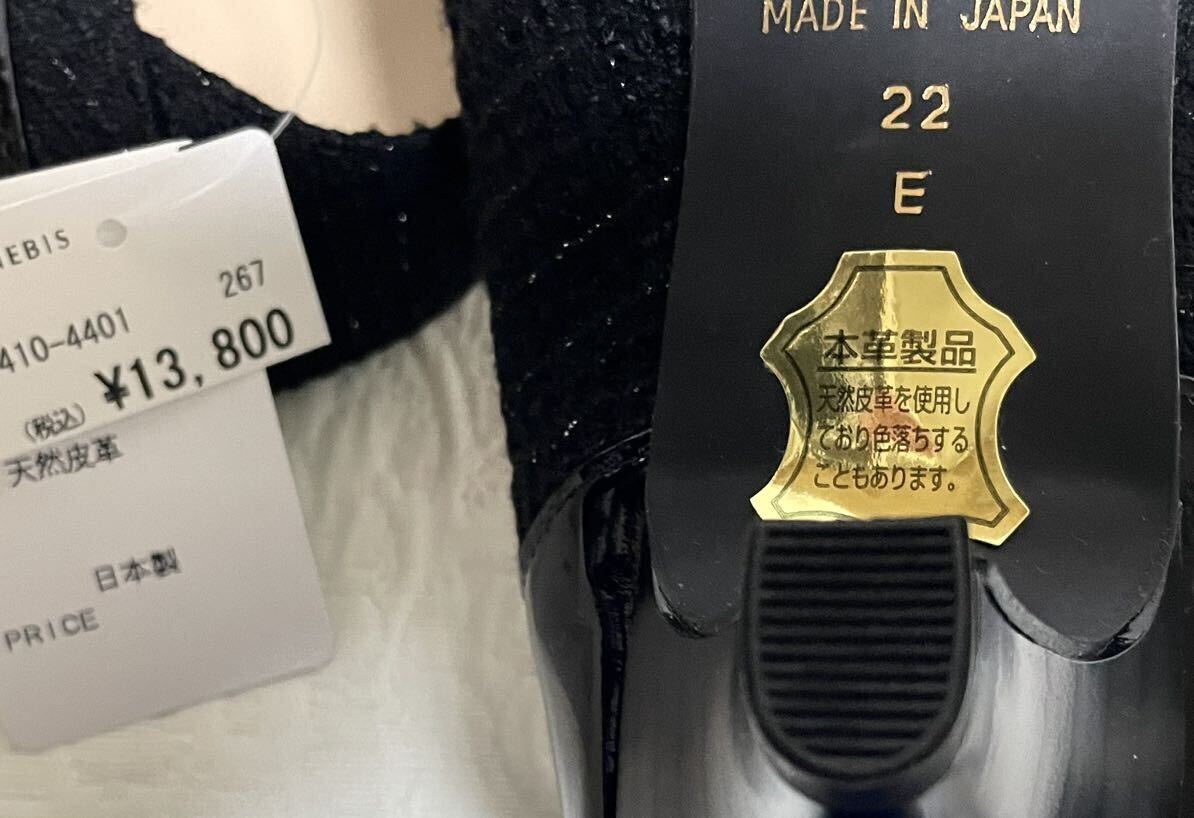 267
410-4401
¥13,800
(税込)
天然皮革
日本製
PRICE
MADE IN JAPAN
22
E
本革製品
天然皮革を使用し
ており色落ちする
こともあります。